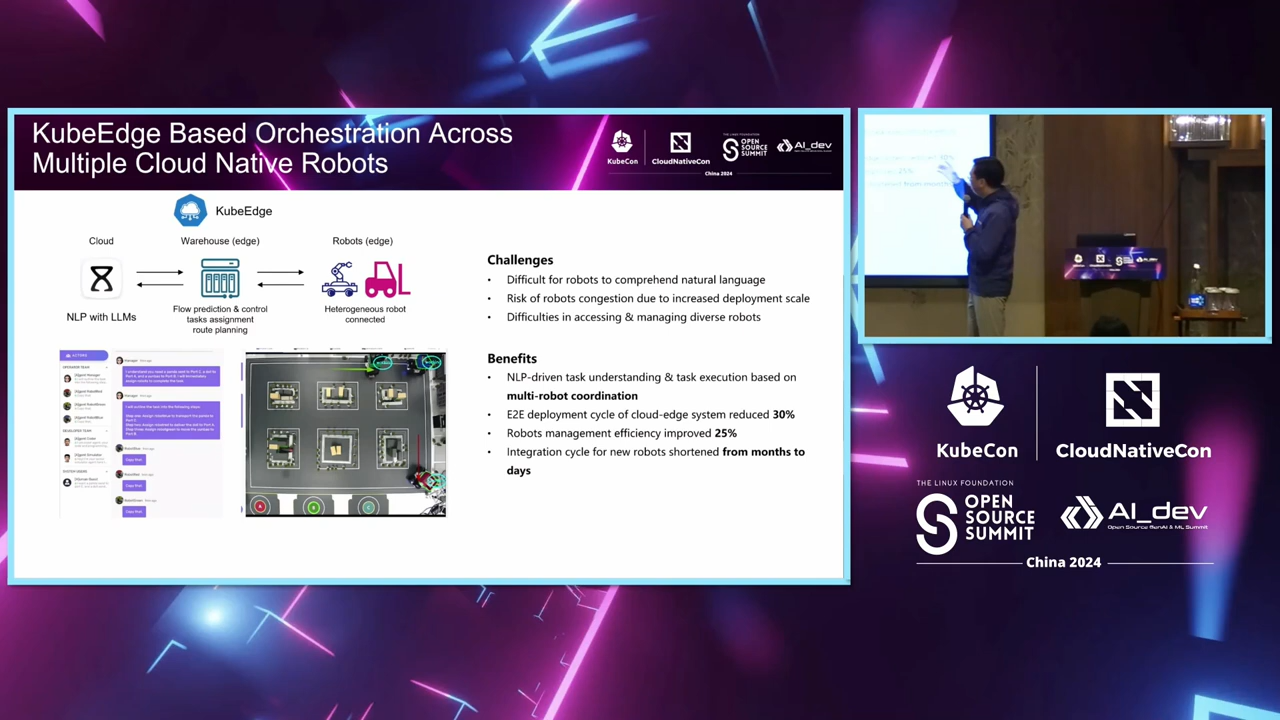 KubeEdge Based Orchestration Across
Multiple Cloud Native Robots
KubeCon
CloudNativeCon
THE LINUX FOUNDATION
OPEN
SOURCE
SUMMIT
AI_dev
China 2024
KubeEdge
Cloud
Warehouse (edge)
Robots (edge)
NLP with LLMs
Flow prediction & control
tasks assignment
route planning
Heterogeneous robot
connected
Challenges
• Difficult for robots to comprehend natural language
• Risk of robots congestion due to increased deployment scale
• Difficulties in accessing & managing diverse robots
Benefits
• driven task understanding & task execution based on
multi-robot coordination
• E2E deployment cycle of cloud-edge system reduced 30%
• Robots management efficiency improved 25%
• Integration cycle for new robots shortened from months to
days
A
B
C
KubeCon
CloudNativeCon
THE LINUX FOUNDATION
OPEN
SOURCE
SUMMIT
AI_dev
Open Source GenAI & ML Summit
China 2024